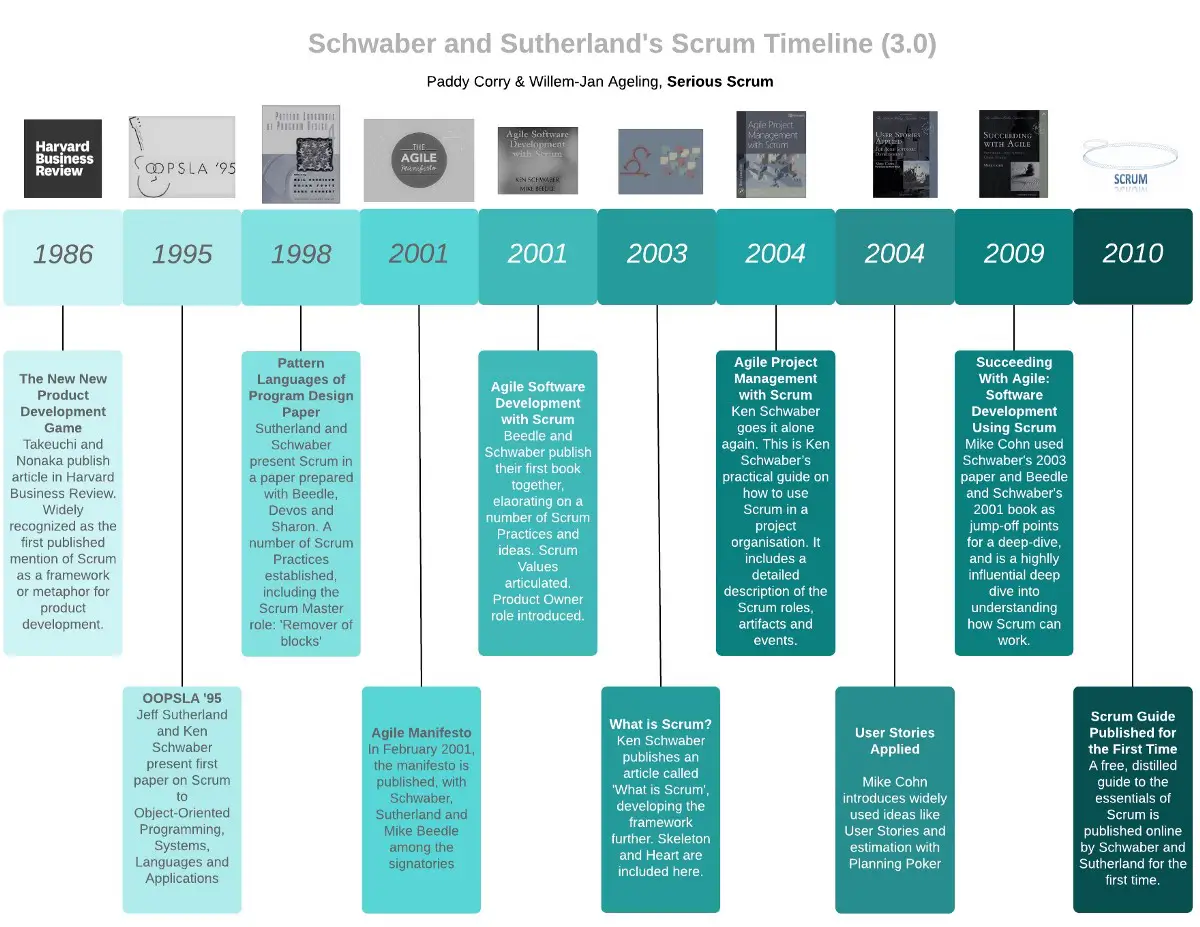 Schwaber and Sutherland's Scrum Timeline (3.0)
Paddy Corry & Willem-Jan Ageling, Serious Scrum
Harvard
Business
Review
OOPSLA '95
PATTERN LANGUAGES
OF PROGRAM DESIGN
4
THE
AGILE
manifesto
Agile Software
Development
with Scrum
KEN SCHWABER
MIKE BEEDLE
Agile Project
Management
with Scrum
USER STORIES
APPLIED
SUCCEEDING
WITH AGILE
SCRUM
1986
1995
1998
2001
2001
2003
2004
2004
2009
2010
The New New
Product
Development
Game
Takeuchi and
Nonaka publish
article in Harvard
Business Review.
Widely
recognized as the
first published
mention of Scrum
as a framework
or metaphor for
product
development.
OOPSLA '95
Jeff Sutherland
and Ken
Schwaber
present first
paper on Scrum
to
Object-Oriented
Programming,
Systems,
Languages and
Applications
Pattern
Languages of
Program Design
Paper
Sutherland and
Schwaber
present Scrum in
a paper prepared
with Beedle,
Devos and
Sharon. A
number of Scrum
Practices
established,
including the
Scrum Master
role: 'Remover of
blocks'
Agile Manifesto
In February 2001,
the manifesto is
published, with
Schwaber,
Sutherland and
Mike Beedle
among the
signatories
Agile Software
Development
with Scrum
Beedle and
Schwaber publish
their first book
together,
elaorating on a
number of Scrum
Practices and
ideas. Scrum
Values
articulated.
Product Owner
role introduced.
What is Scrum?
Ken Schwaber
publishes an
article called
'What is Scrum',
developing the
framework
further. Skeleton
and Heart are
included here.
Agile Project
Management
with Scrum
Ken Schwaber
goes it alone
again. This is Ken
Schwaber's
practical guide on
how to use
Scrum in a
project
organisation. It
includes a
detailed
description of the
Scrum roles,
artifacts and
events.
User Stories
Applied
Mike Cohn
introduces widely
used ideas like
User Stories and
estimation with
Planning Poker
Succeeding
With Agile:
Software
Development
Using Scrum
Mike Cohn used
Schwaber's 2003
paper and Beedle
and Schwaber's
2001 book as
jump-off points
for a deep-dive,
and is a highlly
influential deep
dive into
understanding
how Scrum can
work.
Scrum Guide
Published for
the First Time
A free, distilled
guide to the
essentials of
Scrum is
published online
by Schwaber and
Sutherland for the
first time.